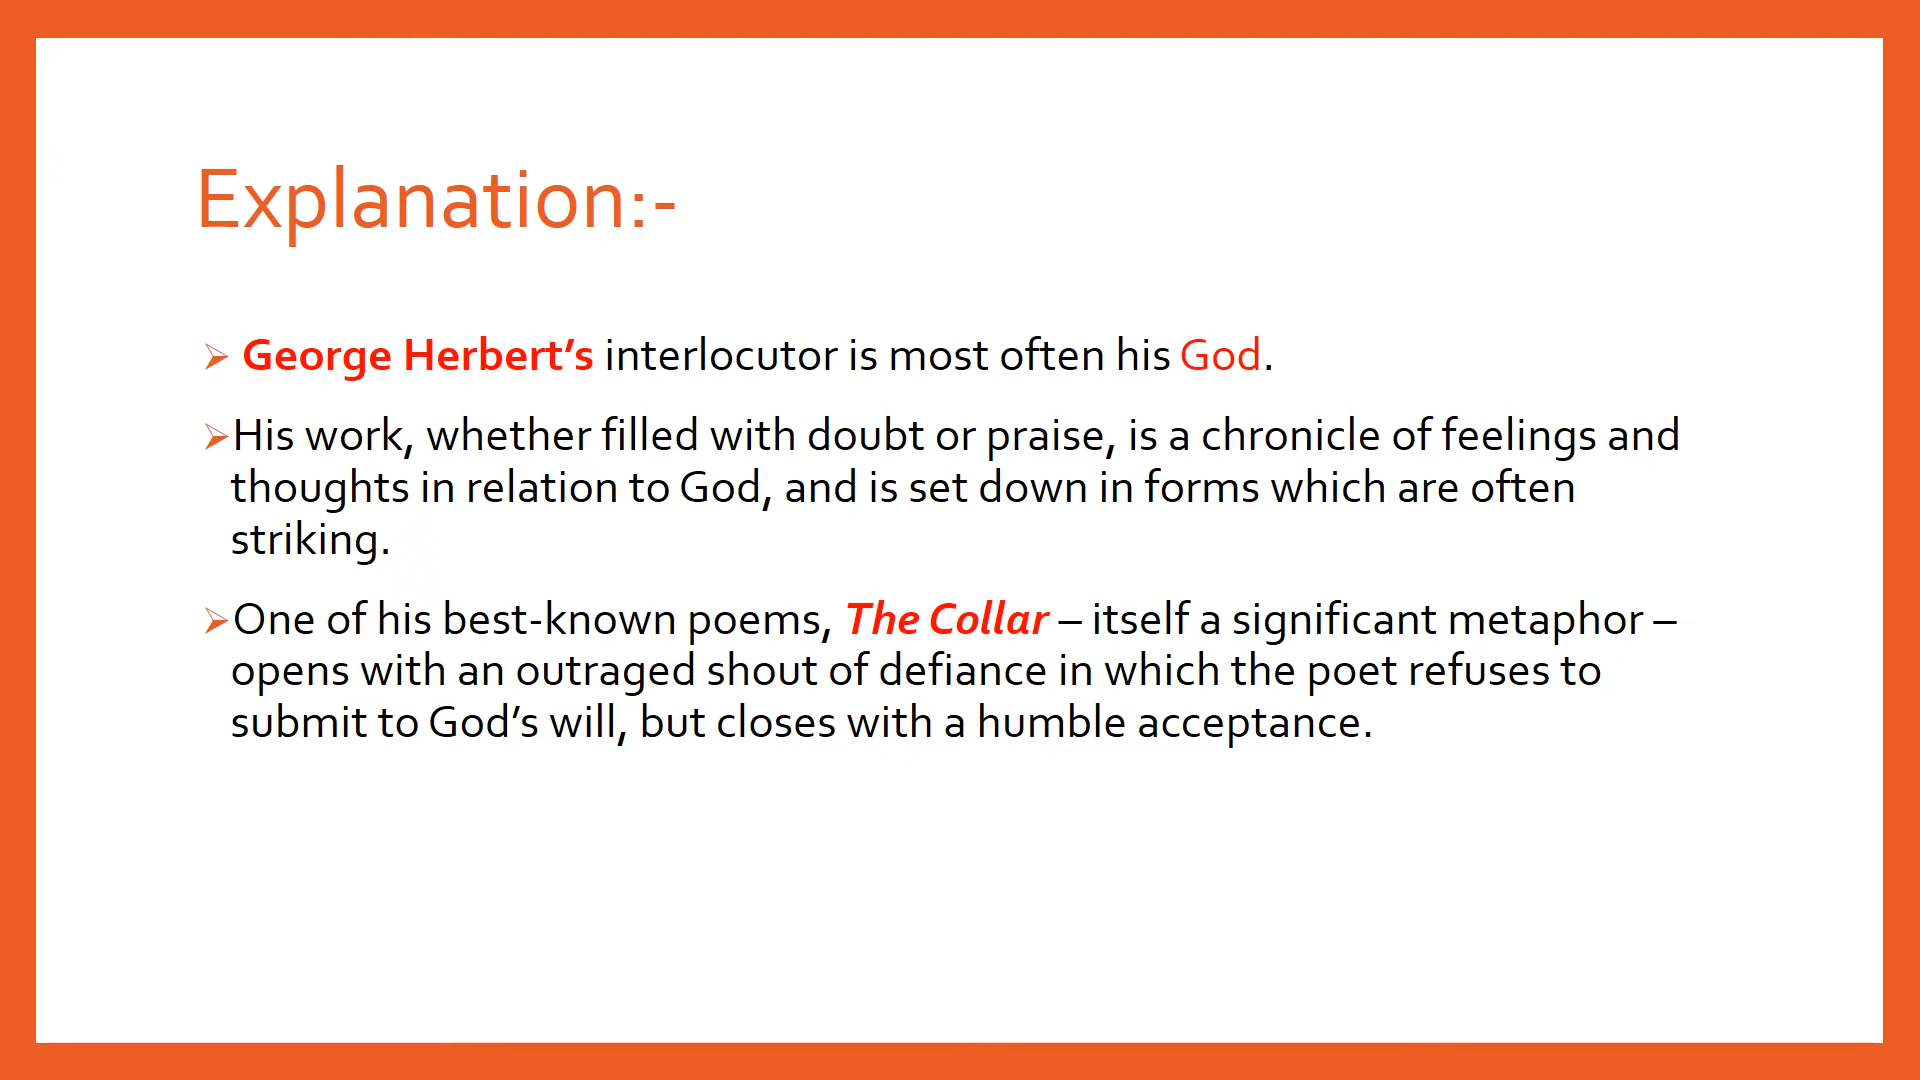 Explanation:-
➢ George Herbert’s interlocutor is most often his God.
➢His work, whether filled with doubt or praise, is a chronicle of feelings and
thoughts in relation to God, and is set down in forms which are often
striking.
➢One of his best-known poems, The Collar – itself a significant metaphor –
opens with an outraged shout of defiance in which the poet refuses to
submit to God’s will, but closes with a humble acceptance.